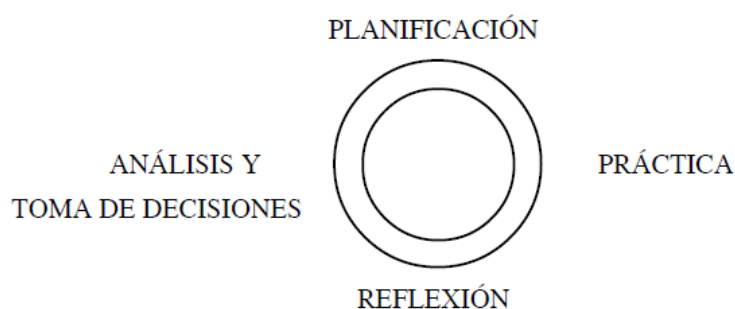 PLANIFICACIÓN
ANÁLISIS Y
TOMA DE DECISIONES
PRÁCTICA
REFLEXIÓN